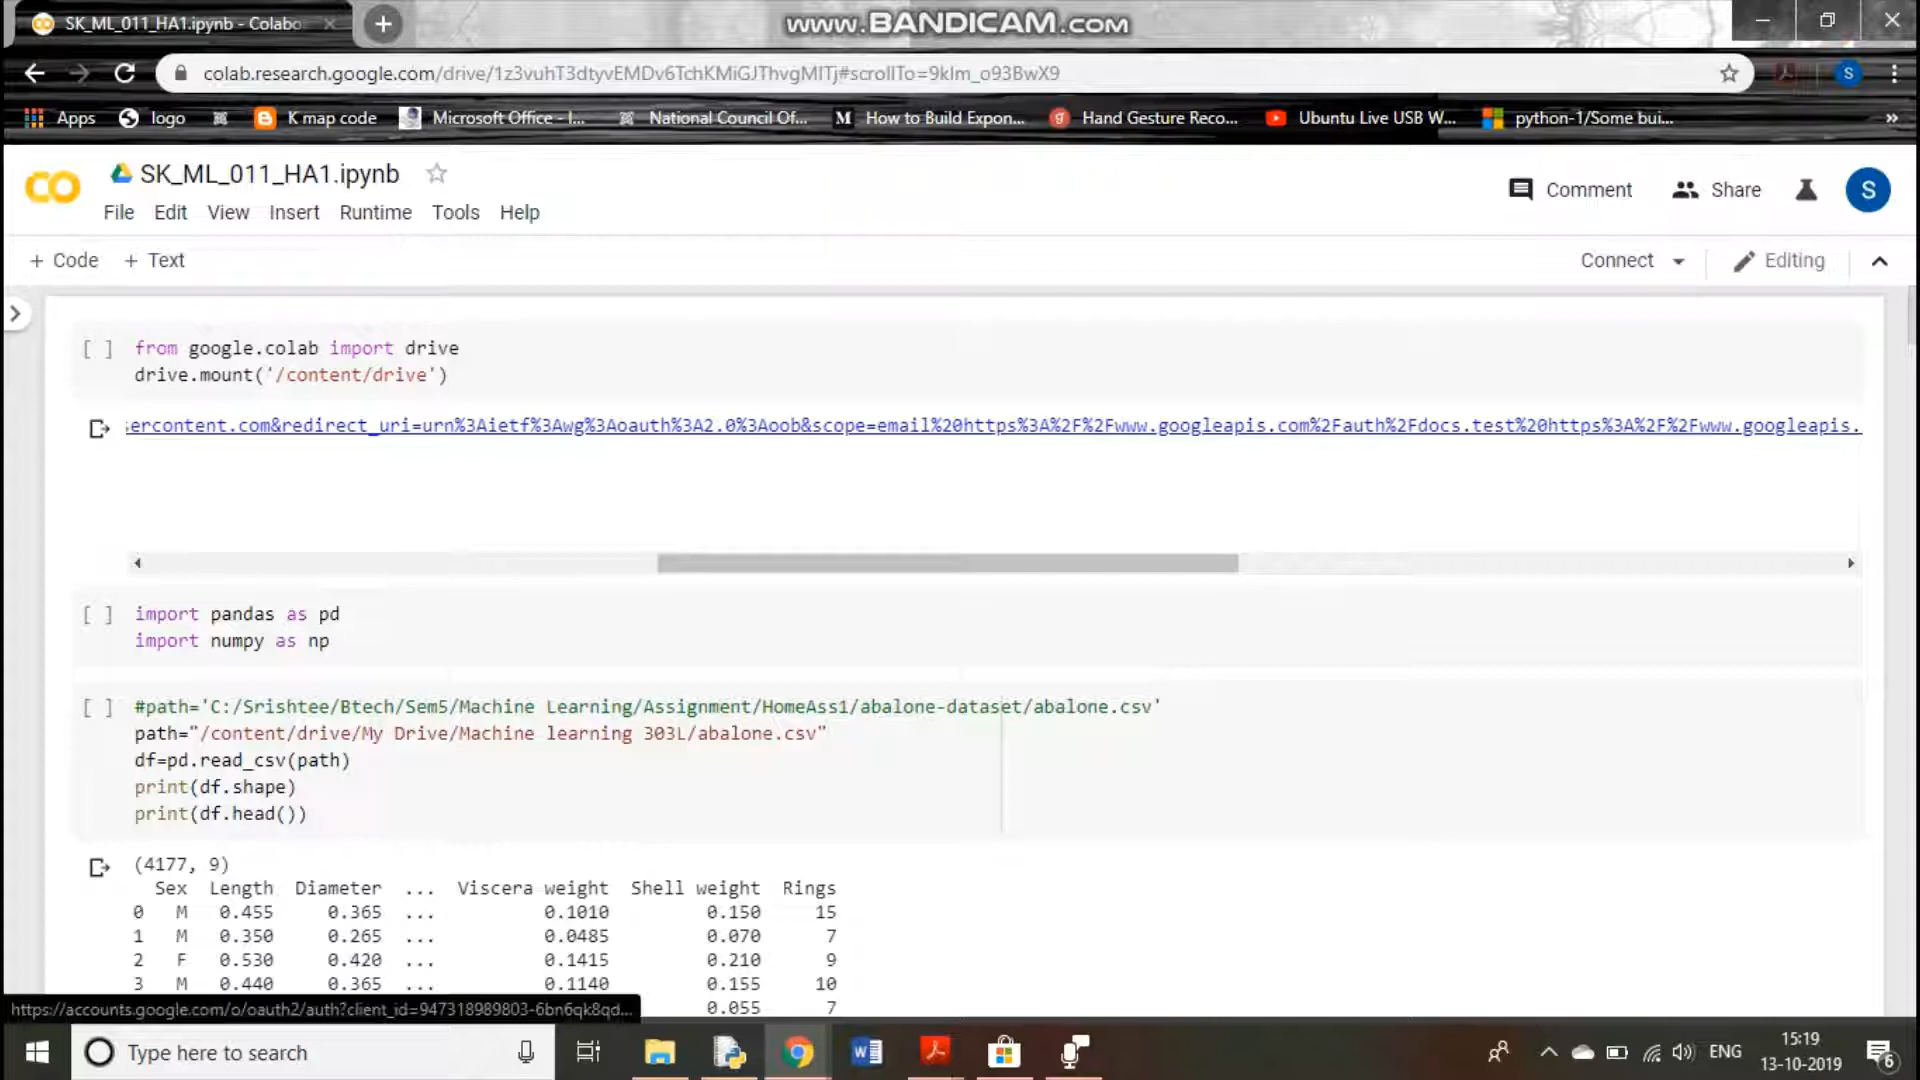 SK_ML_011_HA1.ipynb - Colabo
www.BANDICAM.com
colab.research.google.com/drive/1z3vuhT3dtyvEMDv6TchKMiGJThvgMITj#scrollTo=9klm_o93BwX9
S
Apps
logo
K map code
Microsoft Office - I...
National Council Of...
M How to Build Expon...
g Hand Gesture Reco...
Ubuntu Live USB W...
python-1/Some bui...
»
CO
SK_ML_011_HA1.ipynb
Comment
Share
S
File Edit View Insert Runtime Tools Help
+ Code + Text
Connect
Editing
[ ] from google.colab import drive
drive.mount('/content/drive')
ercontent.com&redirect_uri=urn%3Aietf%3Awg%3Aoauth%3A2.0%3Aoob&scope=email%20https%3A%2F%2Fwww.googleapis.com%2Fauth%2Fdocs.test%20https%3A%2F%2Fwww.googleapis.
[ ] import pandas as pd
import numpy as np
[ ] #path='C:/Srishtee/Btech/Sem5/Machine Learning/Assignment/HomeAss1/abalone-dataset/abalone.csv'
path="/content/drive/My Drive/Machine learning 303L/abalone.csv"
df=pd.read_csv(path)
print(df.shape)
print(df.head())
(4177, 9)
Sex Length Diameter ... Viscera weight Shell weight Rings
0 M 0.455 0.365 ... 0.1010 0.150 15
1 M 0.350 0.265 ... 0.0485 0.070 7
2 F 0.530 0.420 ... 0.1415 0.210 9
3 M 0.440 0.365 ... 0.1140 0.155 10
0.055 7
https://accounts.google.com/o/oauth2/auth?client_id=947318989803-6bn6qk8qd...
Type here to search
ENG
15:19
13-10-2019
6